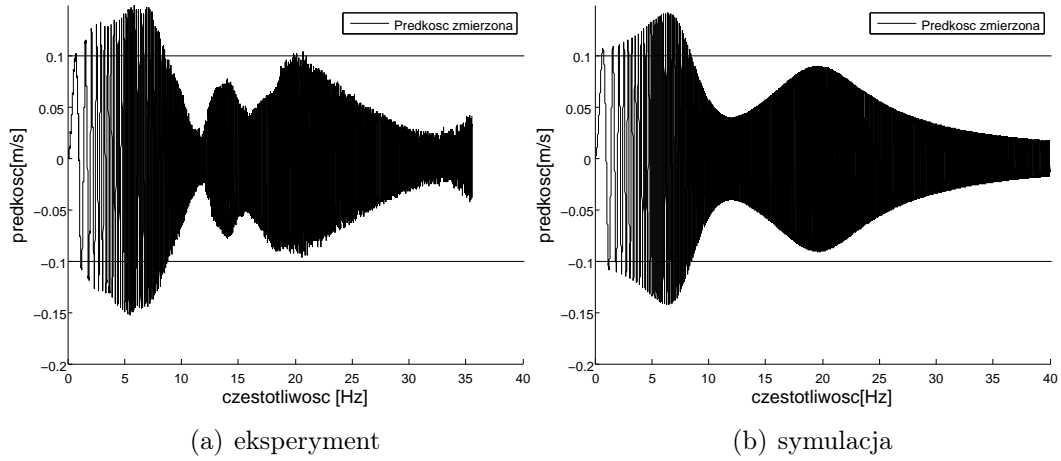 Predkosc zmierzona
0.1
0.05
0
−0.05
−0.1
−0.15
−0.2
predkosc[m/s]
0 5 10 15 20 25 30 35 40
czestotliwosc [Hz]
(a) eksperyment
Predkosc zmierzona
0.1
0.05
0
−0.05
−0.1
−0.15
−0.2
predkosc[m/s]
0 5 10 15 20 25 30 35 40
czestotliwosc[Hz]
(b) symulacja